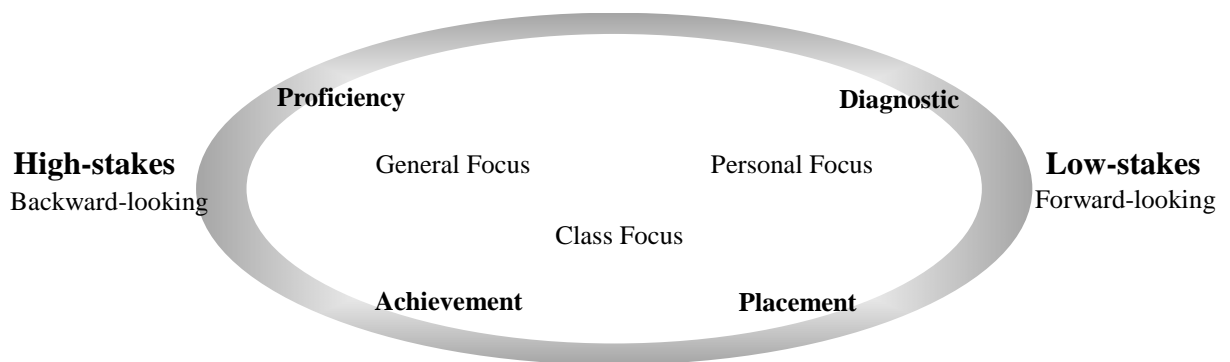 Proficiency
Diagnostic
High-stakes
General Focus
Personal Focus
Low-stakes
Backward-looking
Forward-looking
Class Focus
Achievement
Placement